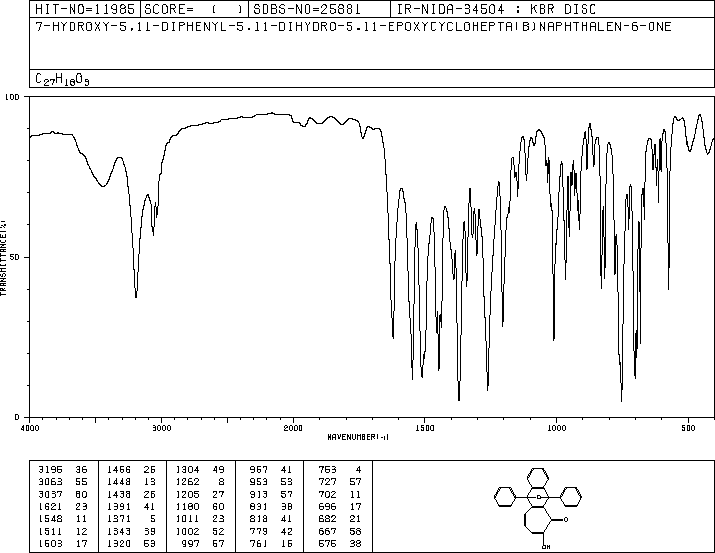 HIT-NO=11985 SCORE= ( ) SDBS-NO=25881 IR-NIDA-34504 : KBR DISC
7-HYDROXY-5,11-DIPHENYL-5,11-DIHYDRO-5,11-EPOXYCYCLOHEPTA(B)NAPHTHALEN-6-ONE
C27H18O3
100
TRANSMITTANCE(%)
50
0
4000 3000 2000 1500 1000 500
WAVENUMBER(-1)
3195 36 1466 26 1304 49 967 41 753 4
3063 55 1448 13 1262 8 953 53 727 57
3037 60 1438 26 1205 27 913 57 702 11
1621 23 1391 41 1180 60 831 38 696 17
1548 11 1371 5 1011 23 818 41 682 21
1511 12 1343 39 1002 52 779 42 667 58
1503 17 1320 53 997 57 761 16 576 38
O
O
OH